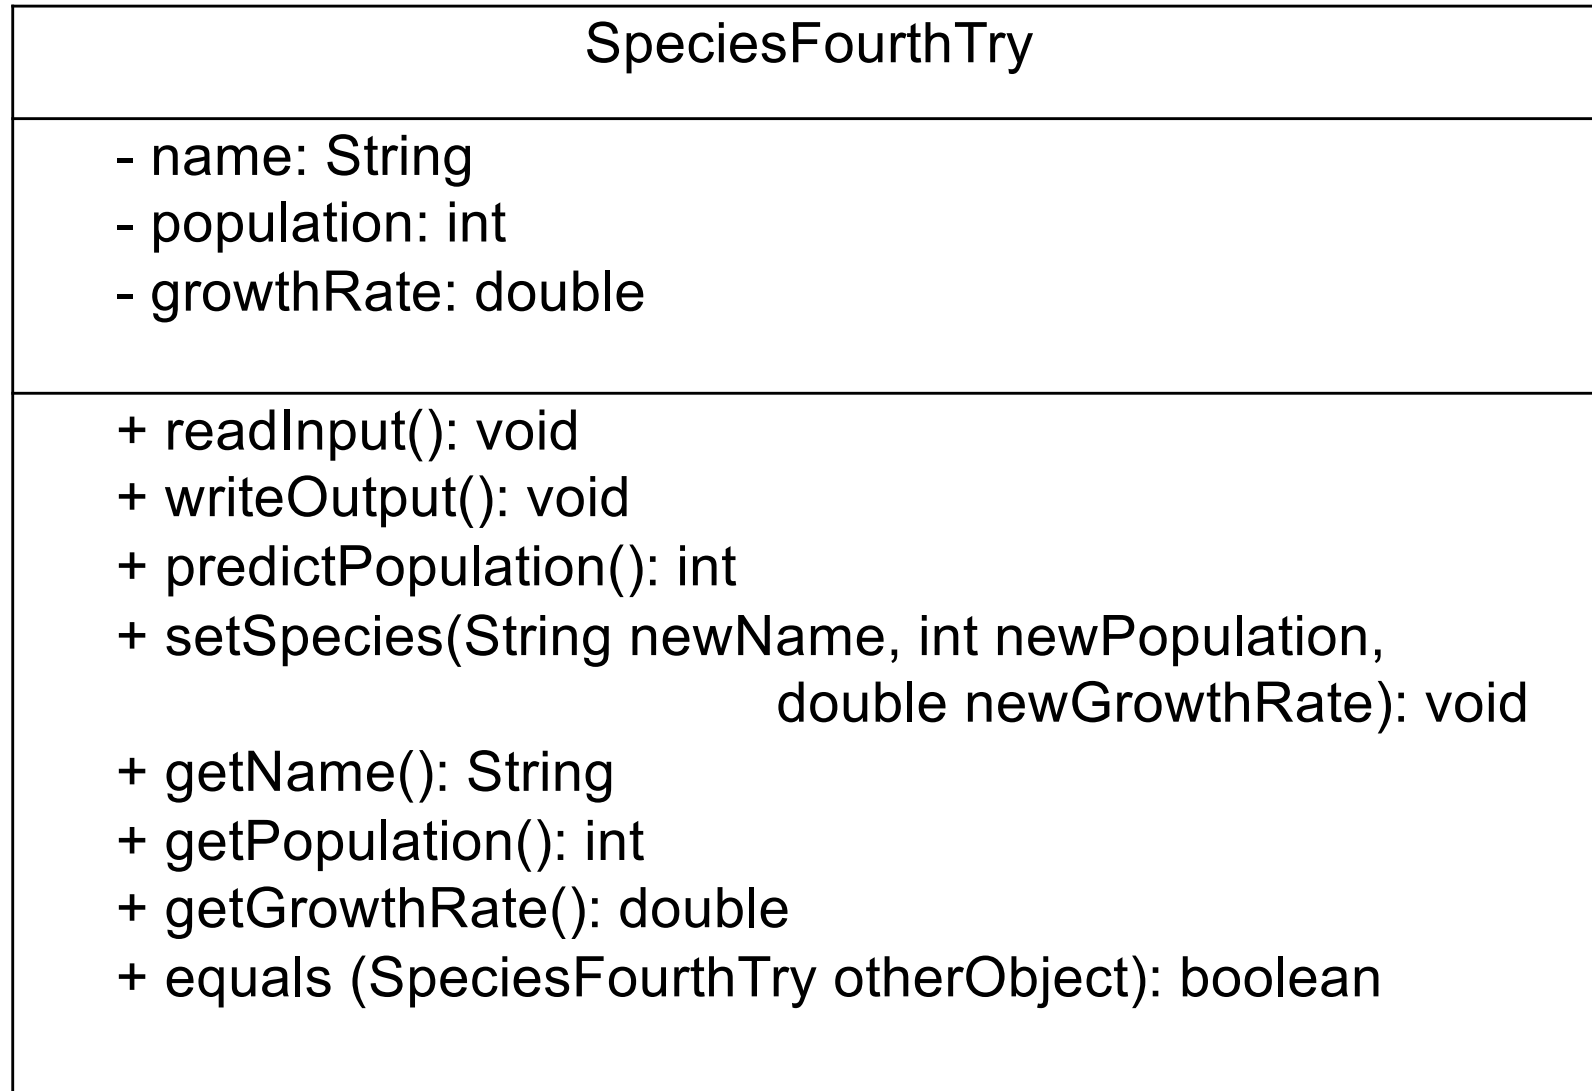 SpeciesFourthTry
- name: String
- population: int
- growthRate: double
+ readInput(): void
+ writeOutput(): void
+ predictPopulation(): int
+ setSpecies(String newName, int newPopulation,
double newGrowthRate): void
+ getName(): String
+ getPopulation(): int
+ getGrowthRate(): double
+ equals (SpeciesFourthTry otherObject): boolean